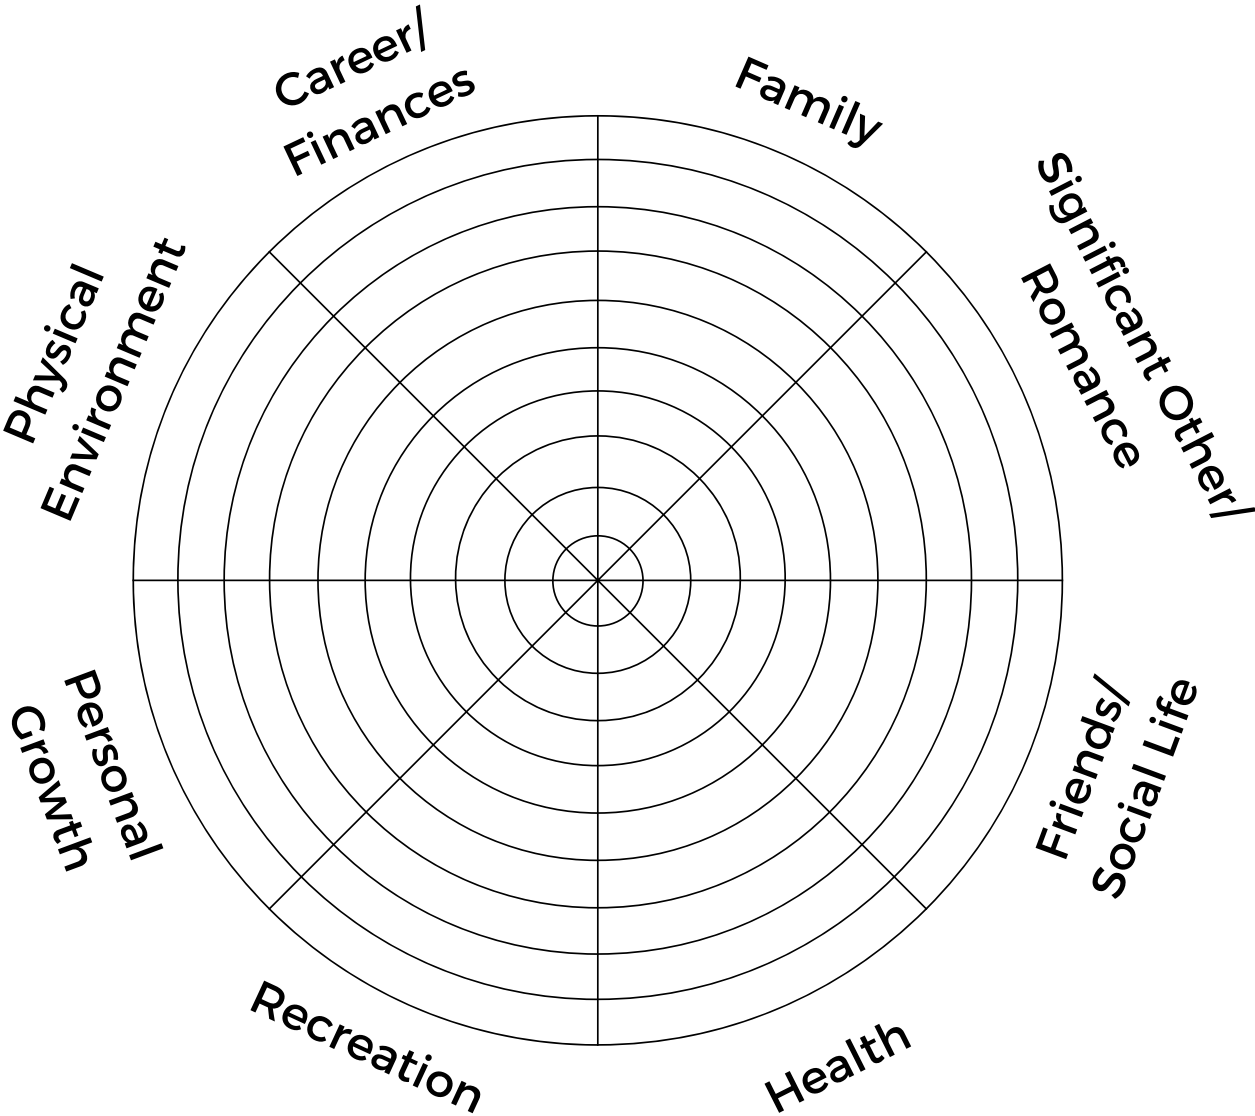 Career/
Finances
Family
Significant Other/
Romance
Friends/
Social Life
Health
Recreation
Personal
Growth
Physical
Environment